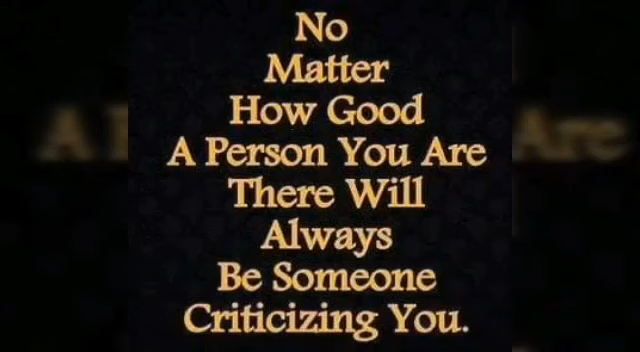 No
Matter
How Good
A Person You Are
There Will
Always
Be Someone
Criticizing You.